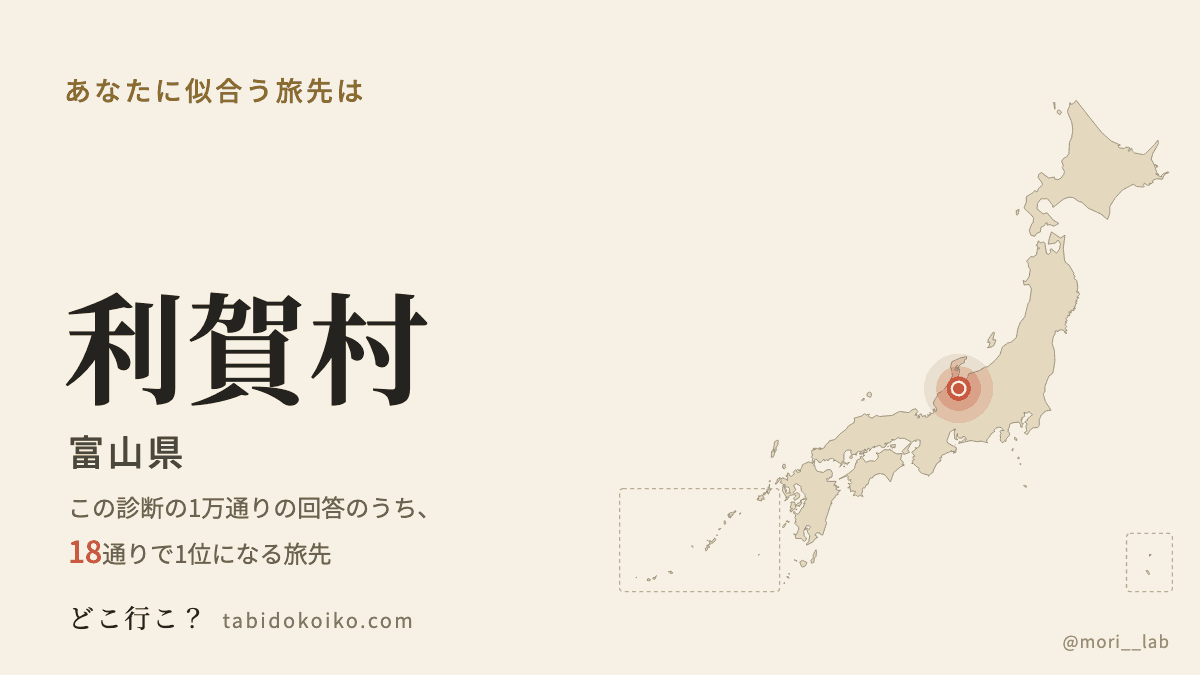 あなたに似合う旅先は
利賀村
富山県
この診断の1万通りの回答のうち、
18通りで1位になる旅先
どこ行こ？ tabidokoiko.com
@mori__lab